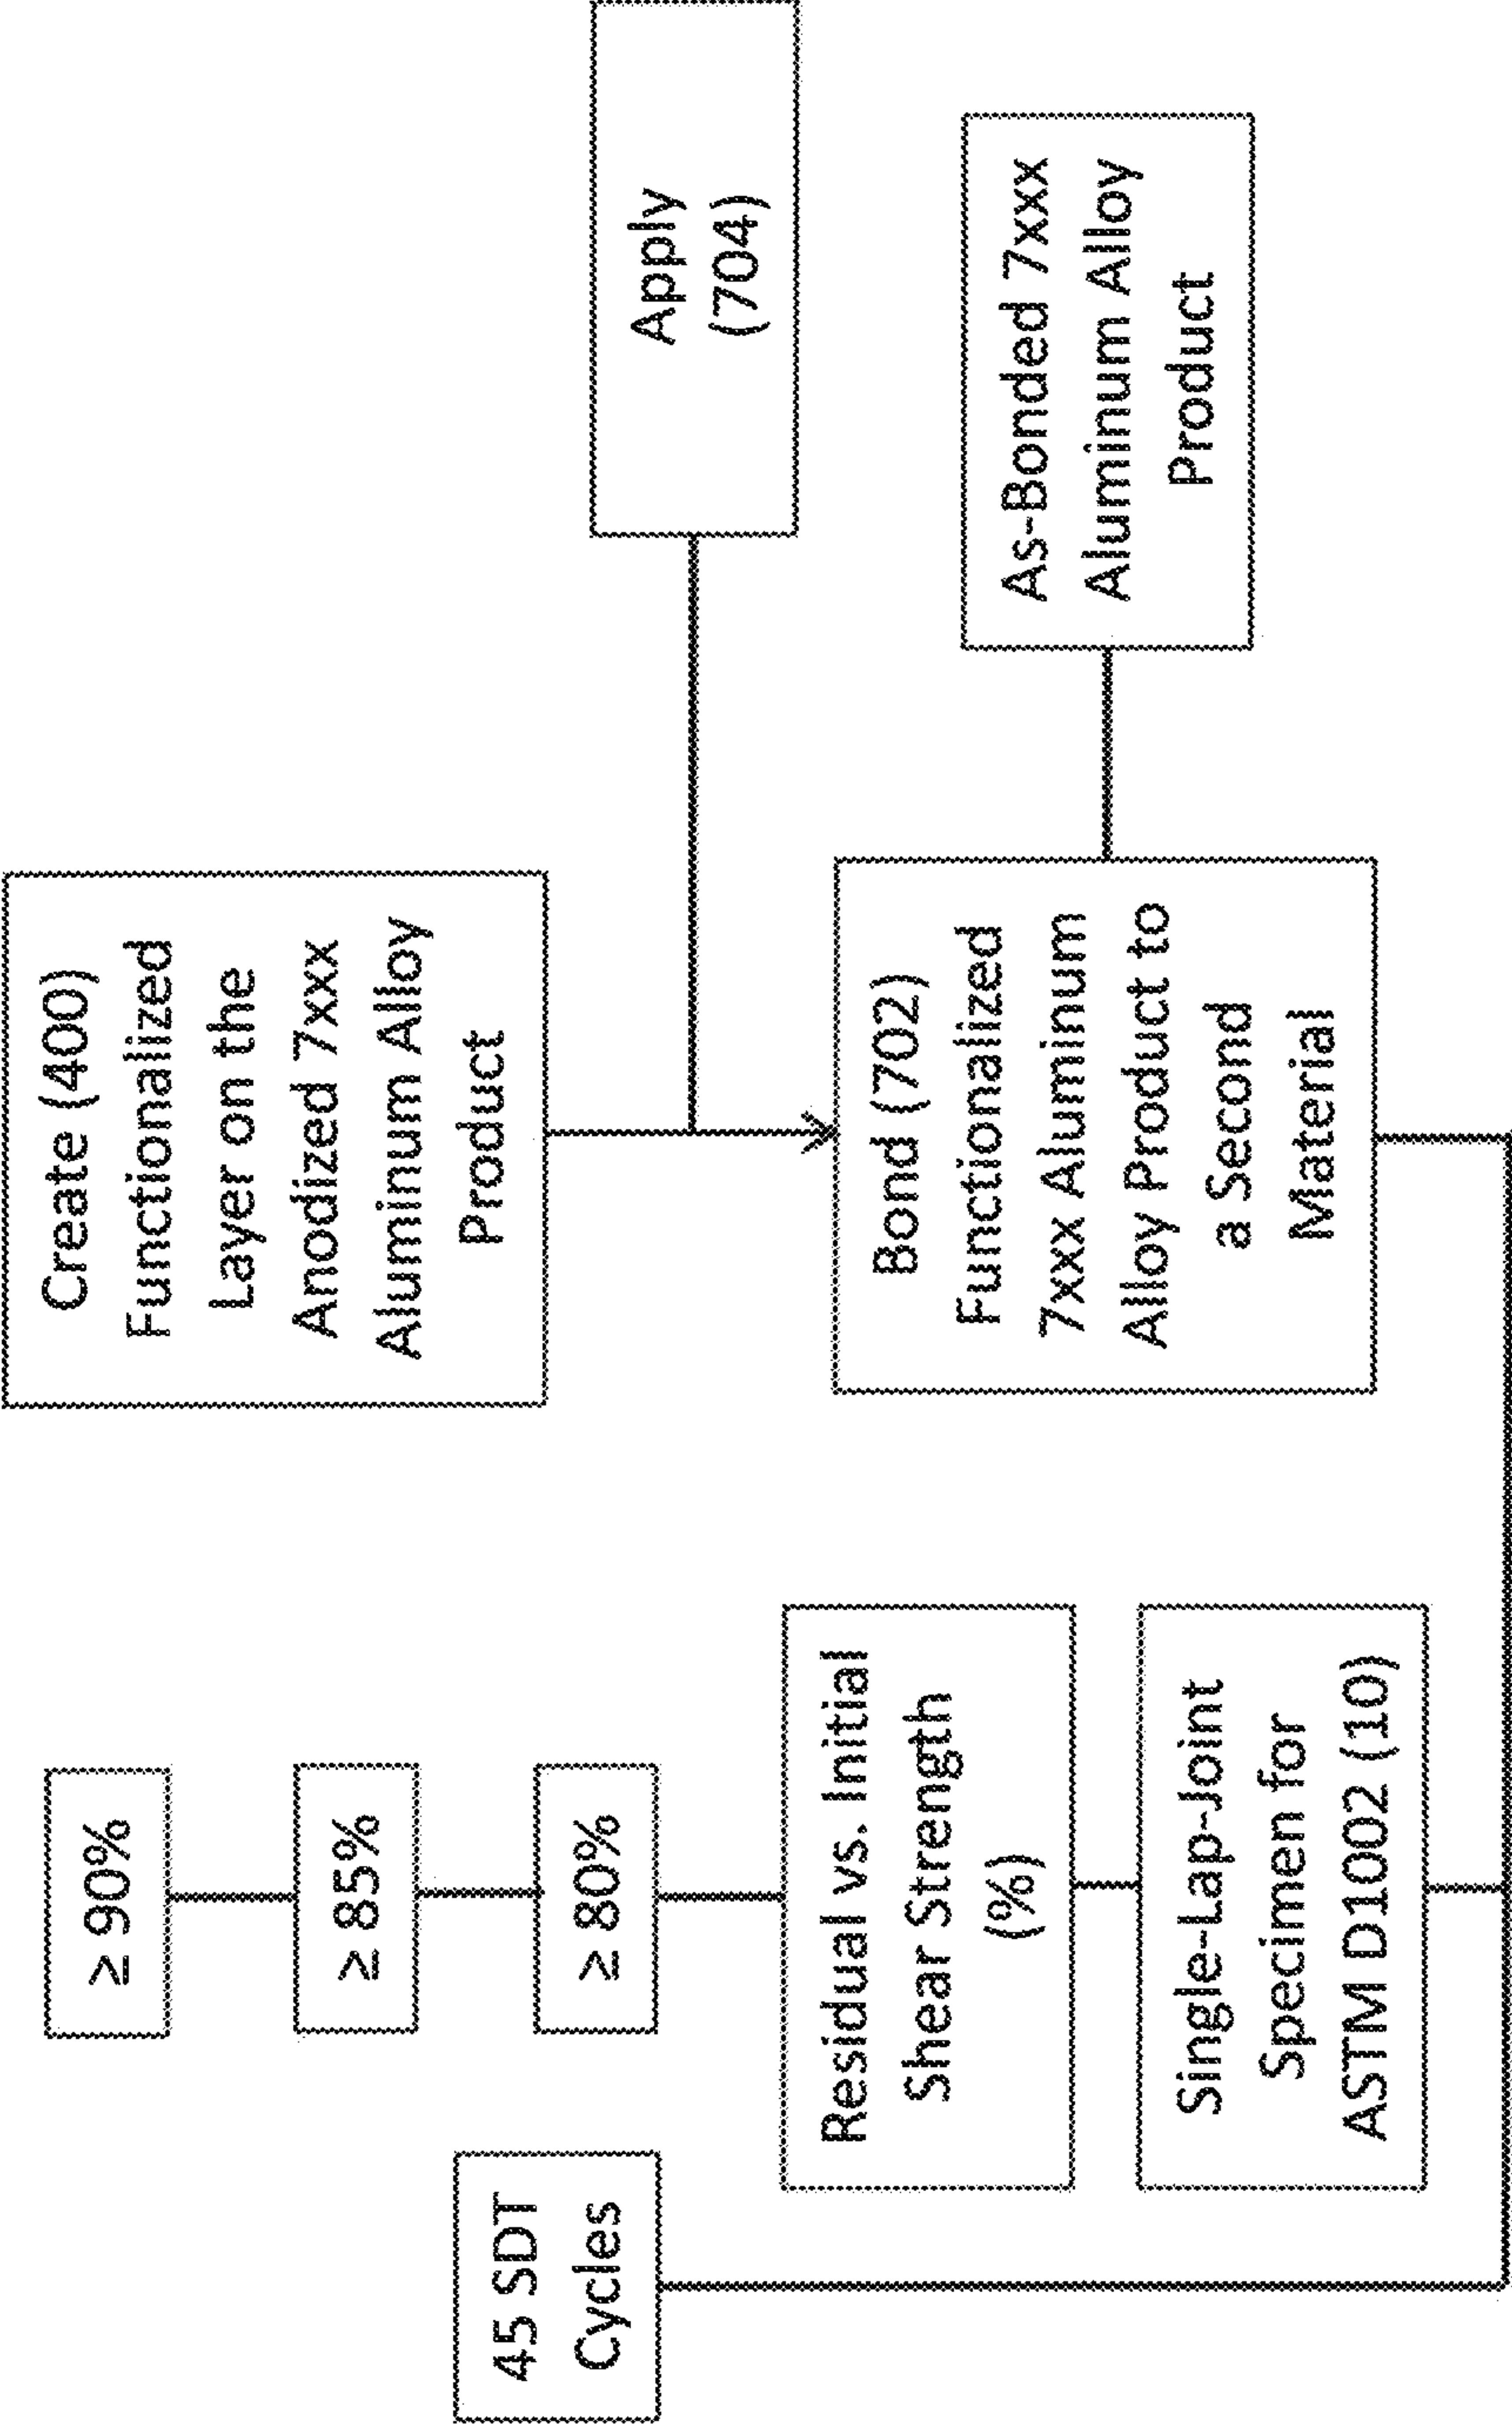 Create (400)
Functionalized
Layer on the
Anodized 7xxx
Aluminum Alloy
Product
Apply
(704)
Bond (702)
Functionalized
7xxx Aluminum
Alloy Product to
a Second
Material
As-Bonded 7xxx
Aluminum Alloy
Product
45 SDT
Cycles
≥ 90%
≥ 85%
≥ 80%
Residual vs. Initial
Shear Strength
(%)
Single-Lap-Joint
Specimen for
ASTM D1002 (10)